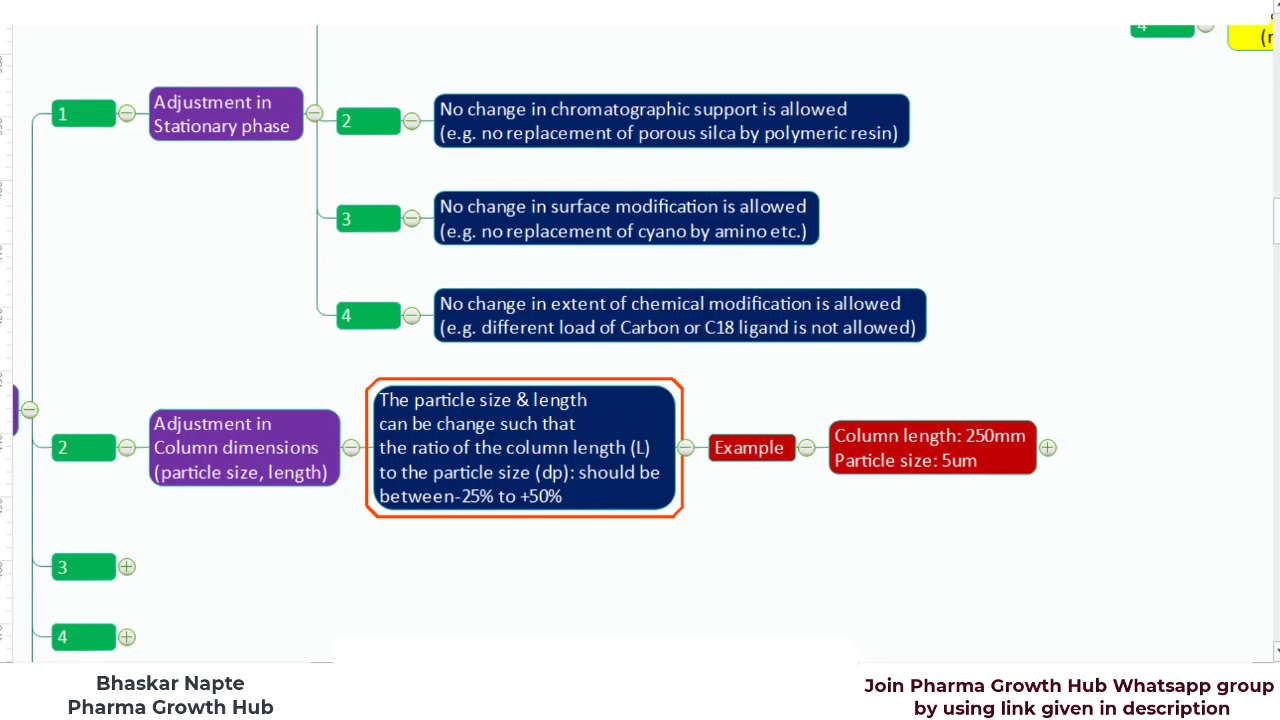 4
(r
1
Adjustment in
Stationary phase
2
No change in chromatographic support is allowed
(e.g. no replacement of porous silca by polymeric resin)
3
No change in surface modification is allowed
(e.g. no replacement of cyano by amino etc.)
4
No change in extent of chemical modification is allowed
(e.g. different load of Carbon or C18 ligand is not allowed)
2
Adjustment in
Column dimensions
(particle size, length)
The particle size & length
can be change such that
the ratio of the column length (L)
to the particle size (dp): should be
between-25% to +50%
Example
Column length: 250mm
Particle size: 5um
3
4
Bhaskar Napte
Pharma Growth Hub
Join Pharma Growth Hub Whatsapp group
by using link given in description